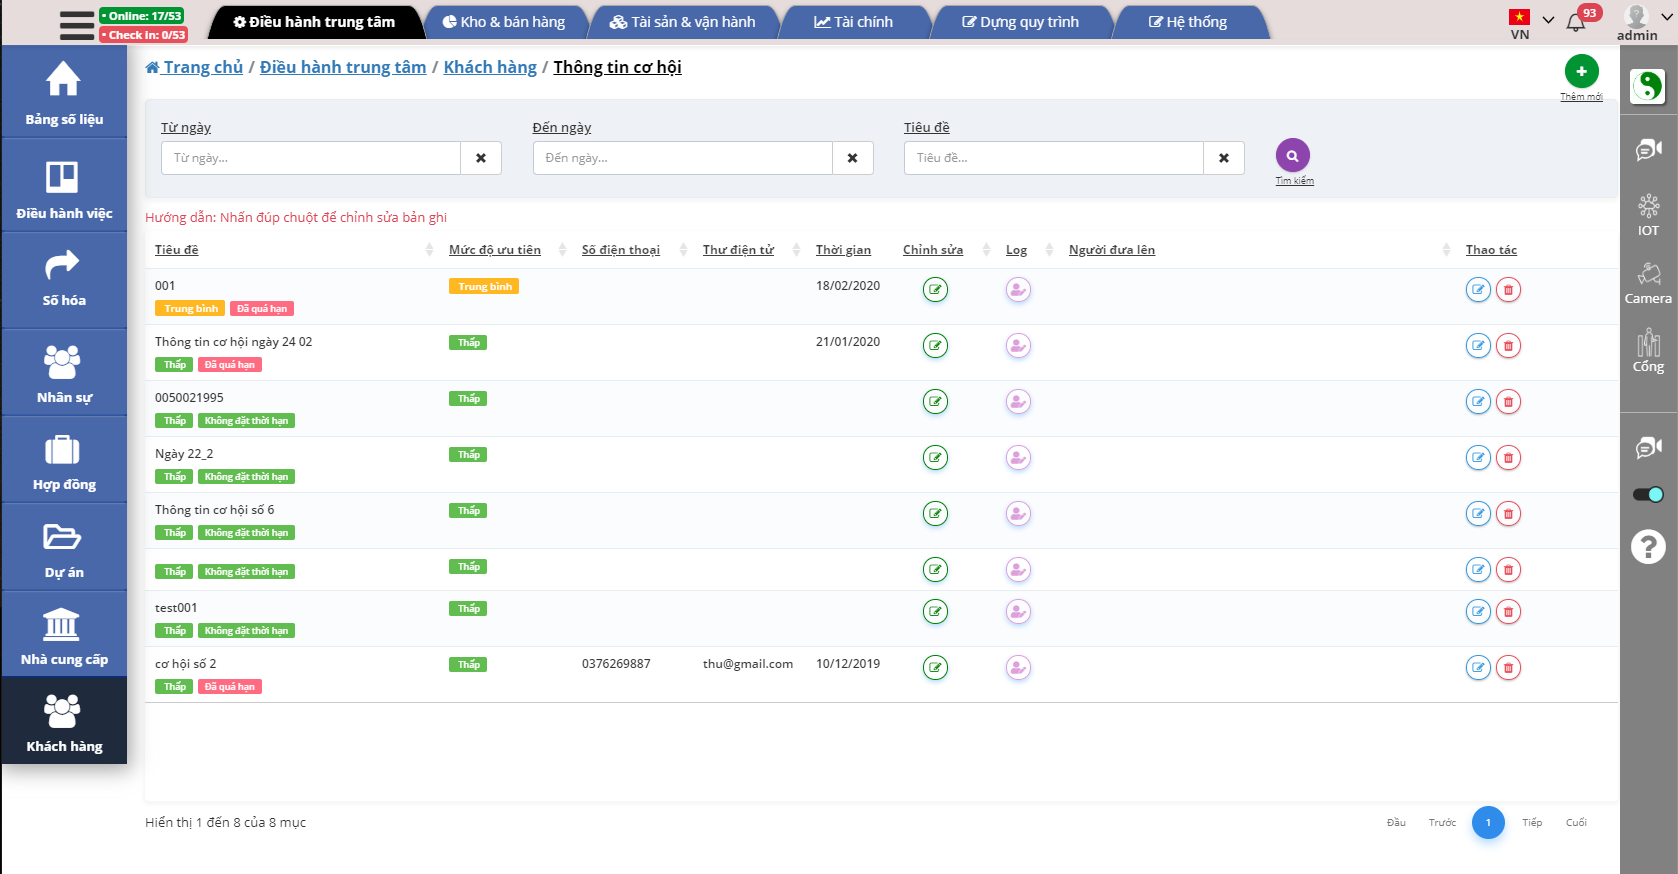 • Online: 17/53
• Check in: 0/53
Điều hành trung tâm
Kho & bán hàng
Tài sản & vận hành
Tài chính
Dựng quy trình
Hệ thống
VN
93
admin
Trang chủ / Điều hành trung tâm / Khách hàng / Thông tin cơ hội
Thêm mới
Bảng số liệu
Điều hành việc
Số hóa
Nhân sự
Hợp đồng
Dự án
Nhà cung cấp
Khách hàng
Từ ngày
Đến ngày
Tiêu đề
Từ ngày...
Đến ngày...
Tiêu đề...
Tìm kiếm
Hướng dẫn: Nhấn đúp chuột để chỉnh sửa bản ghi
Tiêu đề Mức độ ưu tiên Số điện thoại Thư điện tử Thời gian Chỉnh sửa Log Người đưa lên Thao tác
001 Trung bình 18/02/2020
Trung bình Đã quá hạn
Thông tin cơ hội ngày 24 02 Thấp 21/01/2020
Thấp Đã quá hạn
0050021995 Thấp
Thấp Không đặt thời hạn
Ngày 22_2 Thấp
Thấp Không đặt thời hạn
Thông tin cơ hội số 6 Thấp
Thấp Không đặt thời hạn
Thấp
Thấp Không đặt thời hạn
test001 Thấp
Thấp Không đặt thời hạn
cơ hội số 2 Thấp 0376269887 thu@gmail.com 10/12/2019
Thấp Đã quá hạn
Hiển thị 1 đến 8 của 8 mục
Đầu Trước 1 Tiếp Cuối
IOT
Camera
Cổng